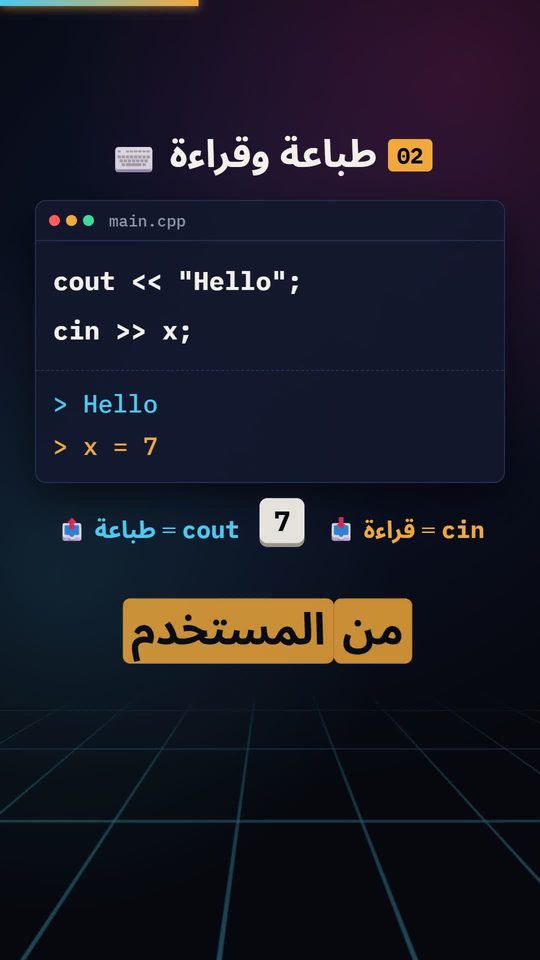 02 طباعة وقراءة
main.cpp
cout << "Hello";
cin >> x;
> Hello
> x = 7
cin = قراءة
7
cout = طباعة
من المستخدم